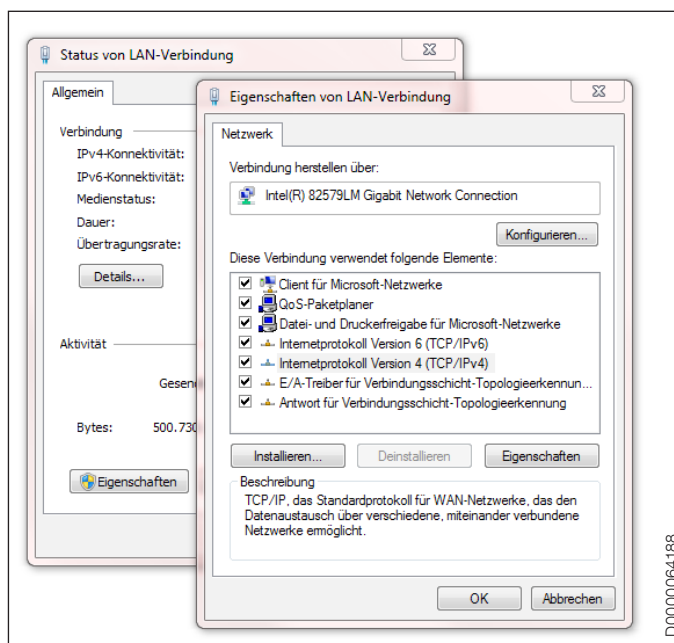 Status von LAN-Verbindung
Allgemein
Verbindung
IPv4-Konnektivität:
IPv6-Konnektivität:
Medienstatus:
Dauer:
Übertragungsrate:
Details...
Aktivität
Bytes: 500.730
Eigenschaften
Eigenschaften von LAN-Verbindung
Netzwerk
Verbindung herstellen über:
Intel(R) 82579LM Gigabit Network Connection
Konfigurieren...
Diese Verbindung verwendet folgende Elemente:
Client für Microsoft-Netzwerke
QoS-Paketplaner
Datei- und Druckerfreigabe für Microsoft-Netzwerke
Internetprotokoll Version 6 (TCP/IPv6)
Internetprotokoll Version 4 (TCP/IPv4)
E/A-Treiber für Verbindungsschicht-Topologieerkennun...
Antwort für Verbindungsschicht-Topologieerkennung
Installieren... Deinstallieren Eigenschaften
Beschreibung
TCP/IP, das Standardprotokoll für WAN-Netzwerke, das den
Datenaustausch über verschiedene, miteinander verbundene
Netzwerke ermöglicht.
OK Abbrechen
D00000064188